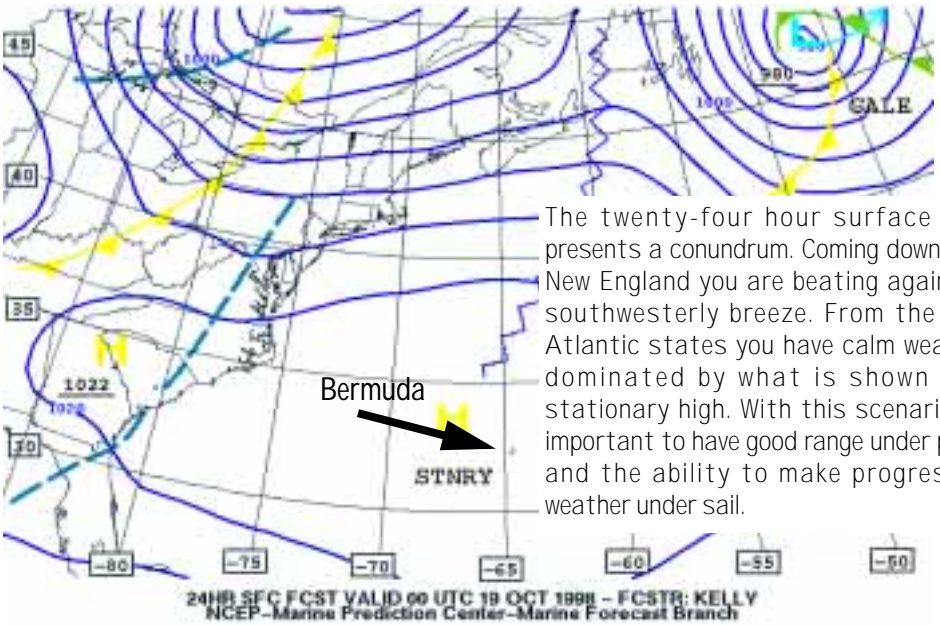 45
1000
980
GALE
1000
40
The twenty-four hour surface
presents a conundrum. Coming down
New England you are beating again
southwesterly breeze. From the
Atlantic states you have calm wea
dominated by what is shown
stationary high. With this scenari
important to have good range under p
and the ability to make progres
weather under sail.
35
H
1022
1020
Bermuda
H
STNRY
30
-80
-75
-70
-65
-60
-55
-50
24HR SFC FCST VALID 00 UTC 19 OCT 1998 – FCSTR: KELLY
NCEP–Marine Prediction Center–Marine Forecast Branch